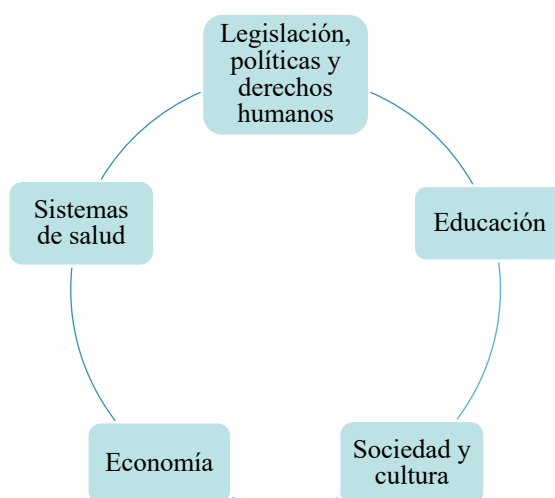 Legislación,
políticas y
derechos
humanos
Educación
Sociedad y
cultura
Economía
Sistemas
de salud